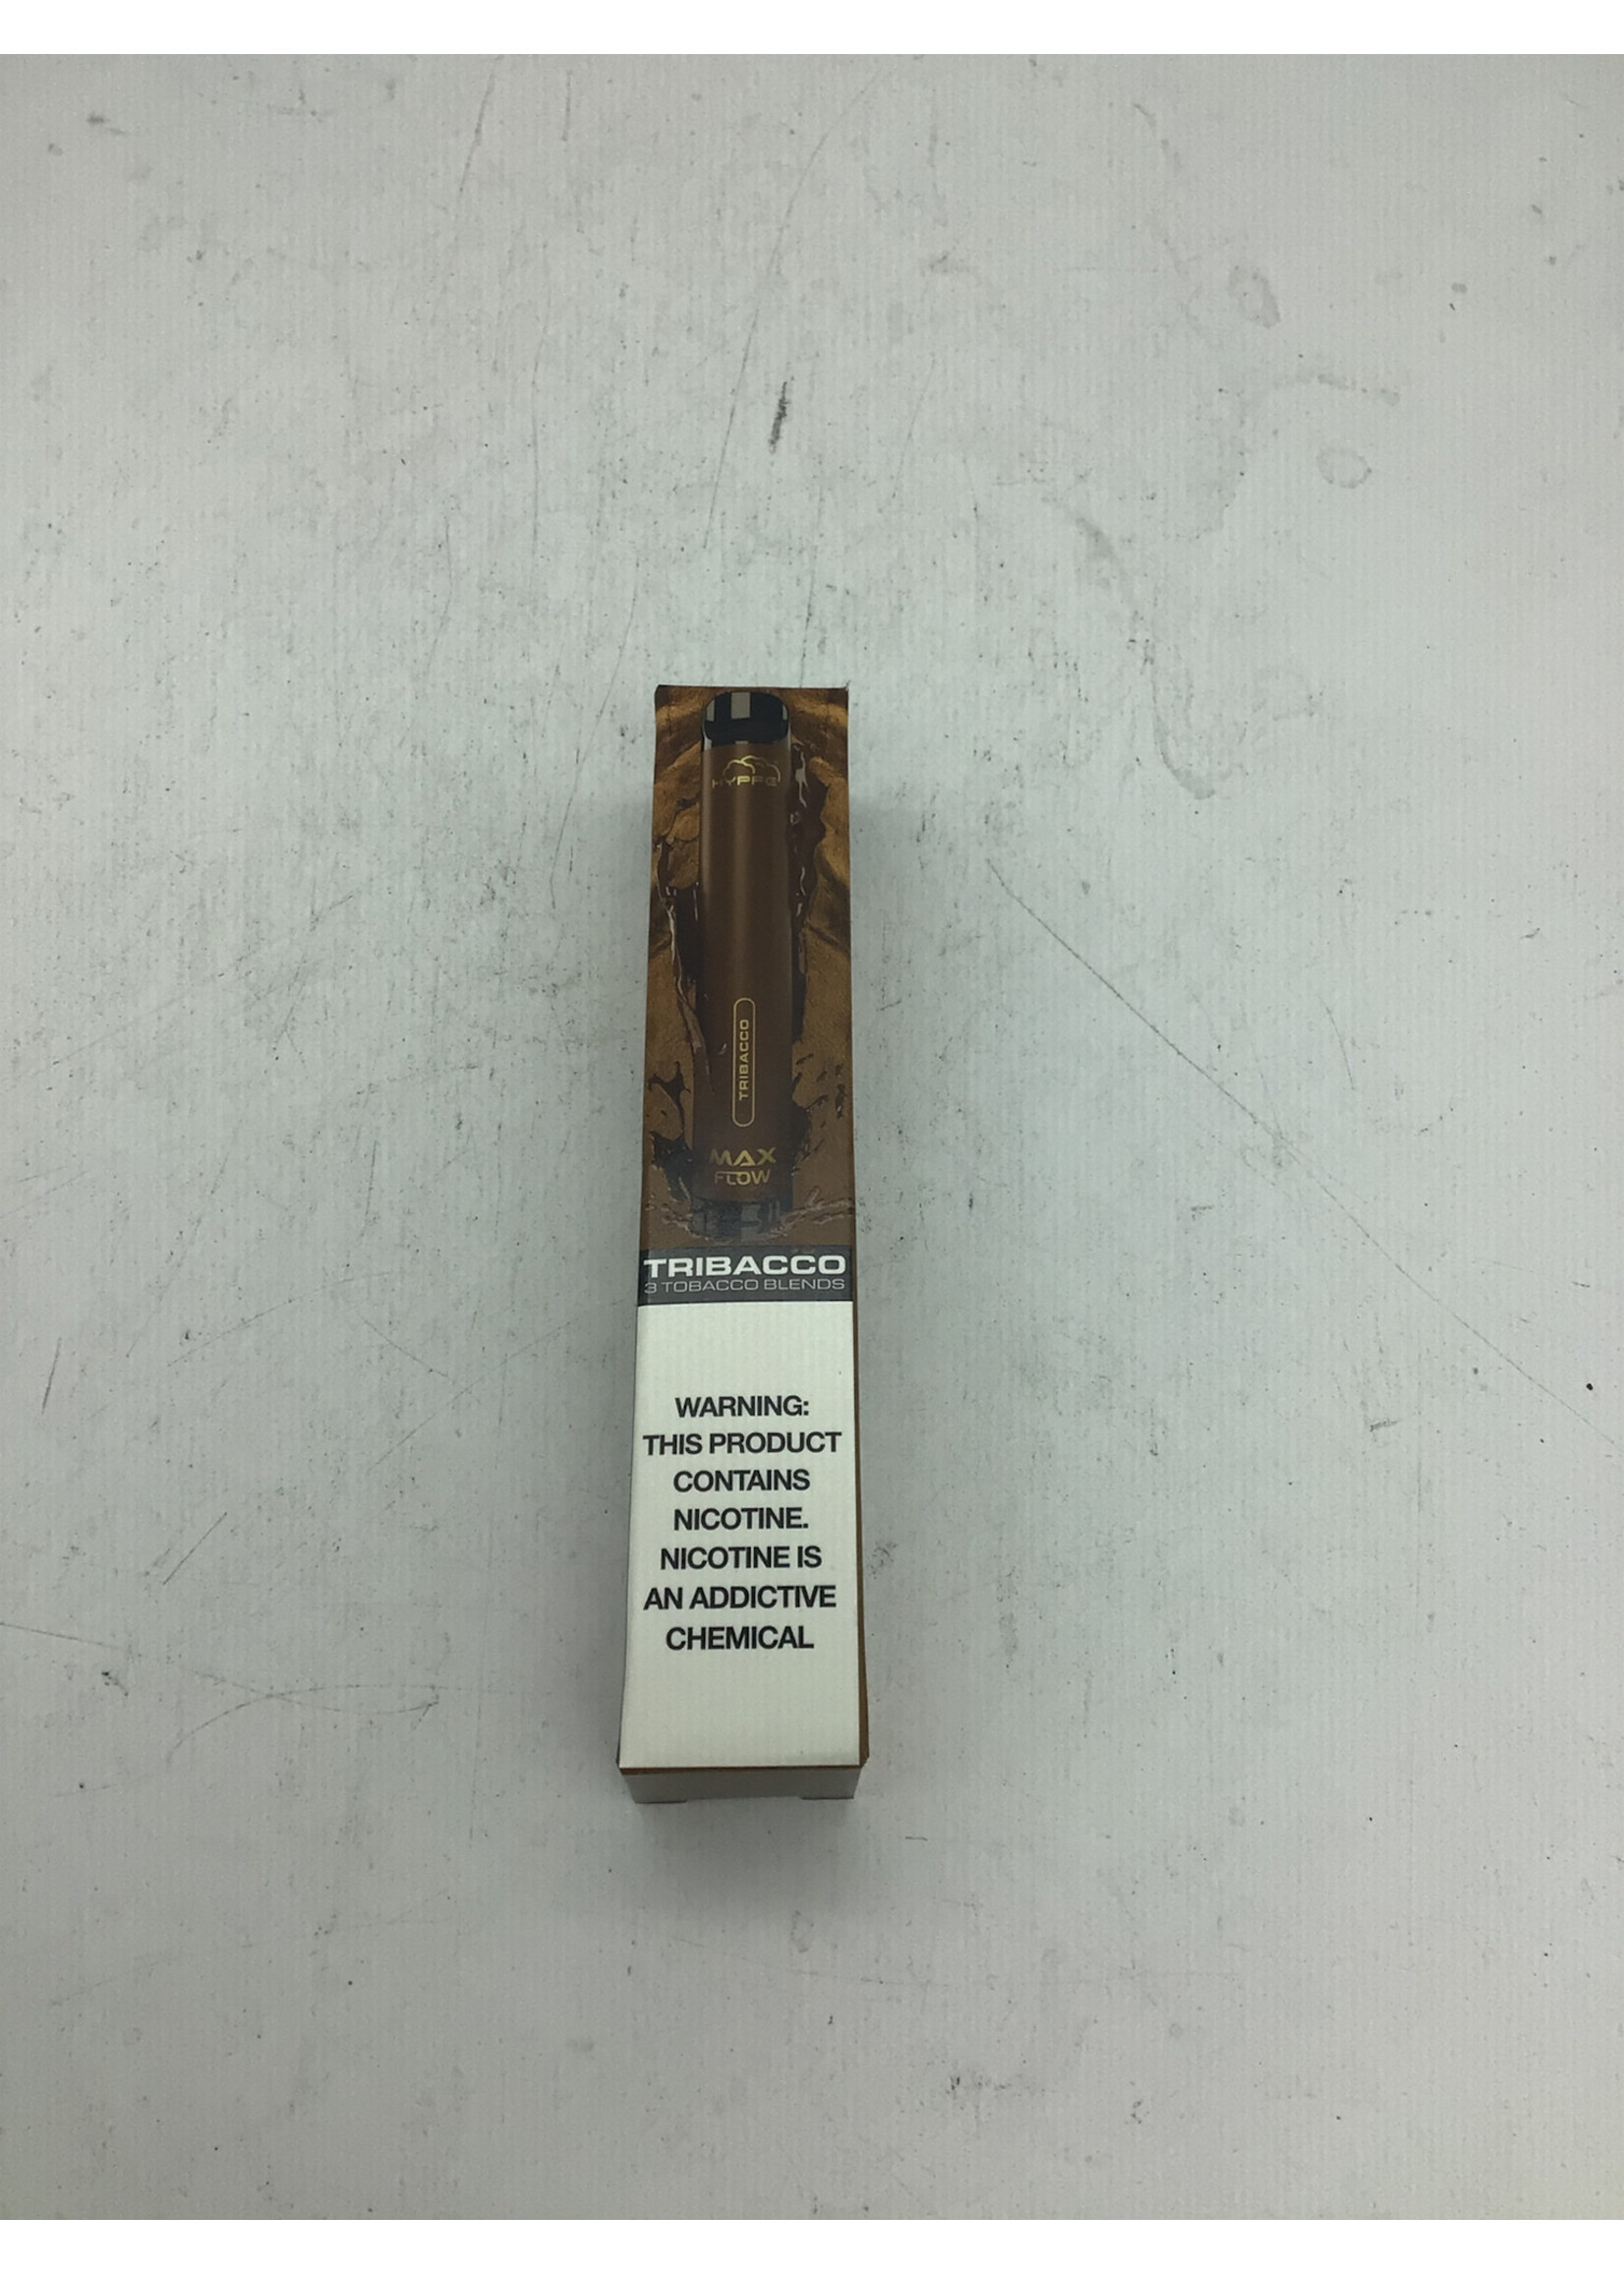 HYPPE
TRIBACCO
MAX
FLOW
TRIBACCO
3 TOBACCO BLENDS
WARNING:
THIS PRODUCT
CONTAINS
NICOTINE.
NICOTINE IS
AN ADDICTIVE
CHEMICAL